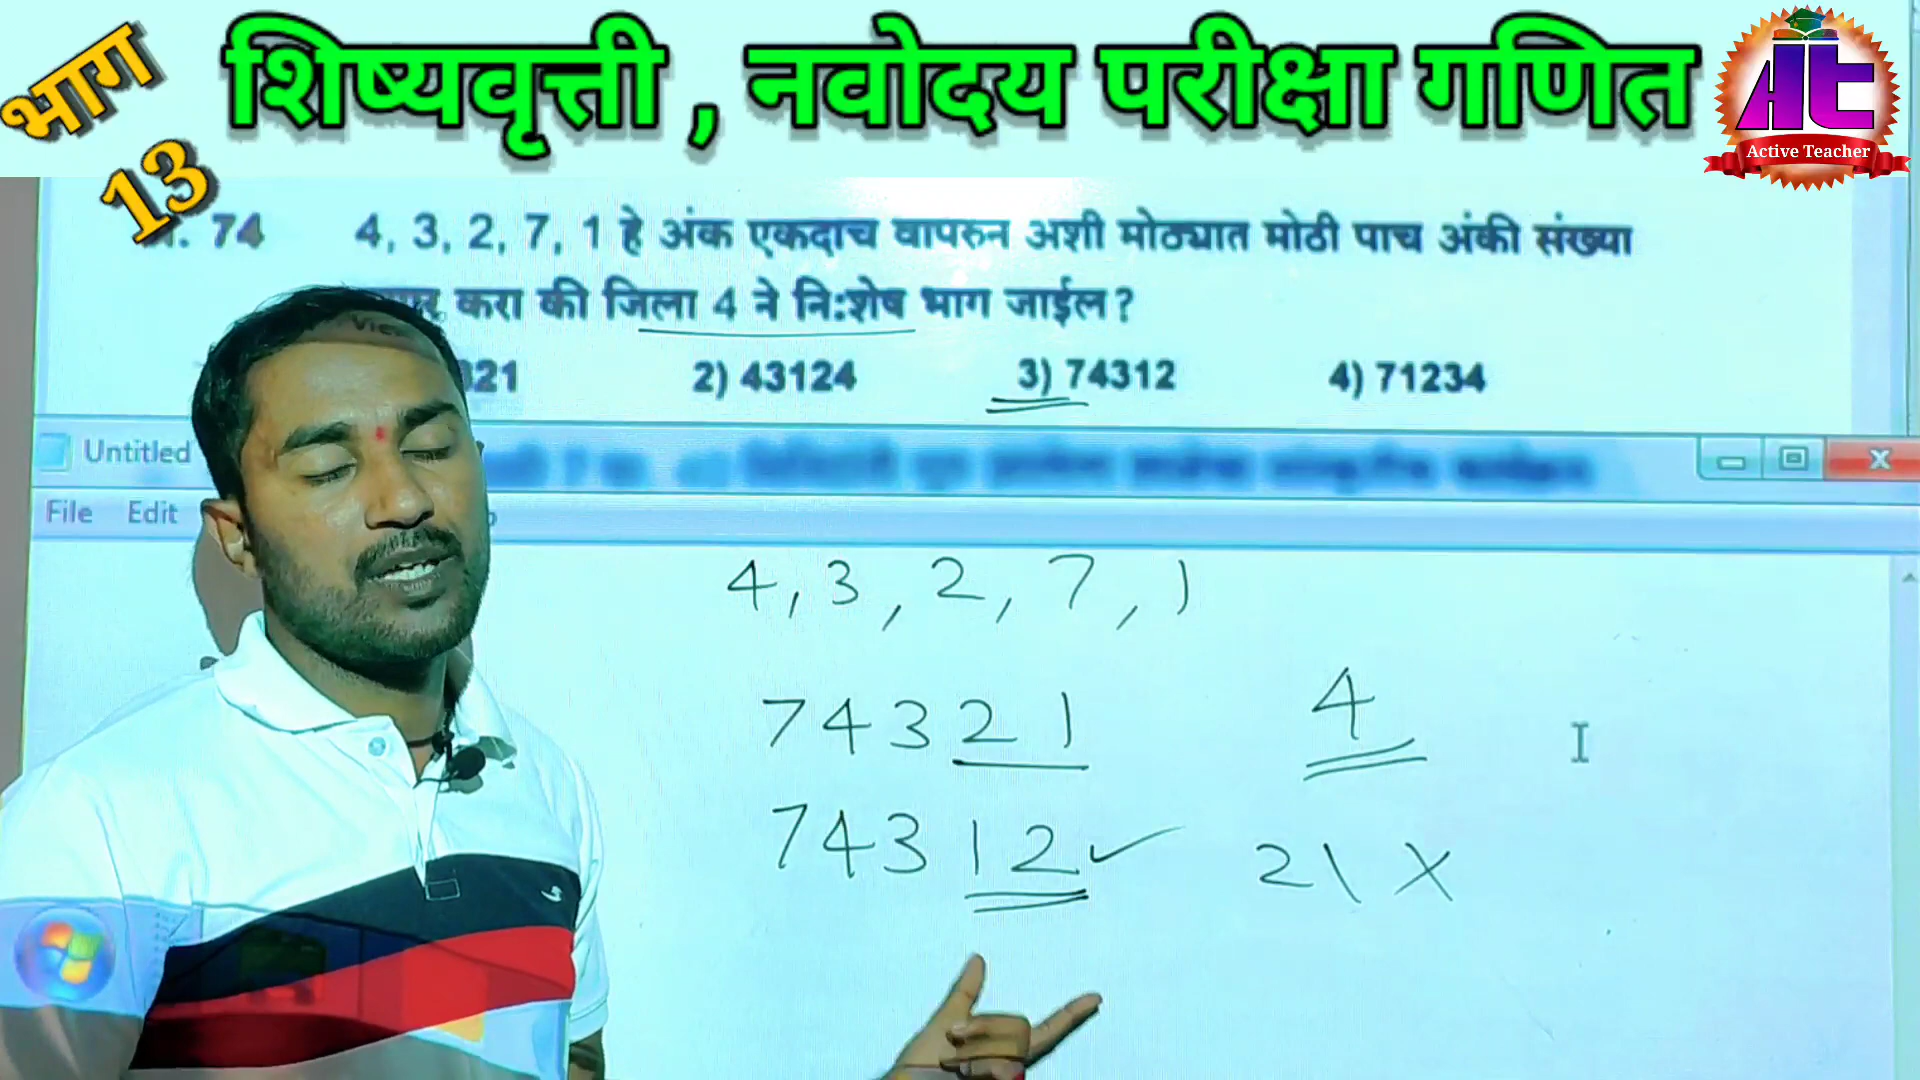 भाग
13
शिष्यवृत्ती , नवोदय परीक्षा गणित
Active Teacher
74 4, 3, 2, 7, 1 हे अंक एकदाच वापरुन अशी मोठ्यात मोठी पाच अंकी संख्या
करा की जिला 4 ने नि:शेष भाग जाईल ?
321 2) 43124 3) 74312 4) 71234
Untitled
File Edit
4, 3, 2, 7, 1
74321 4
74312 ✓ 21 X